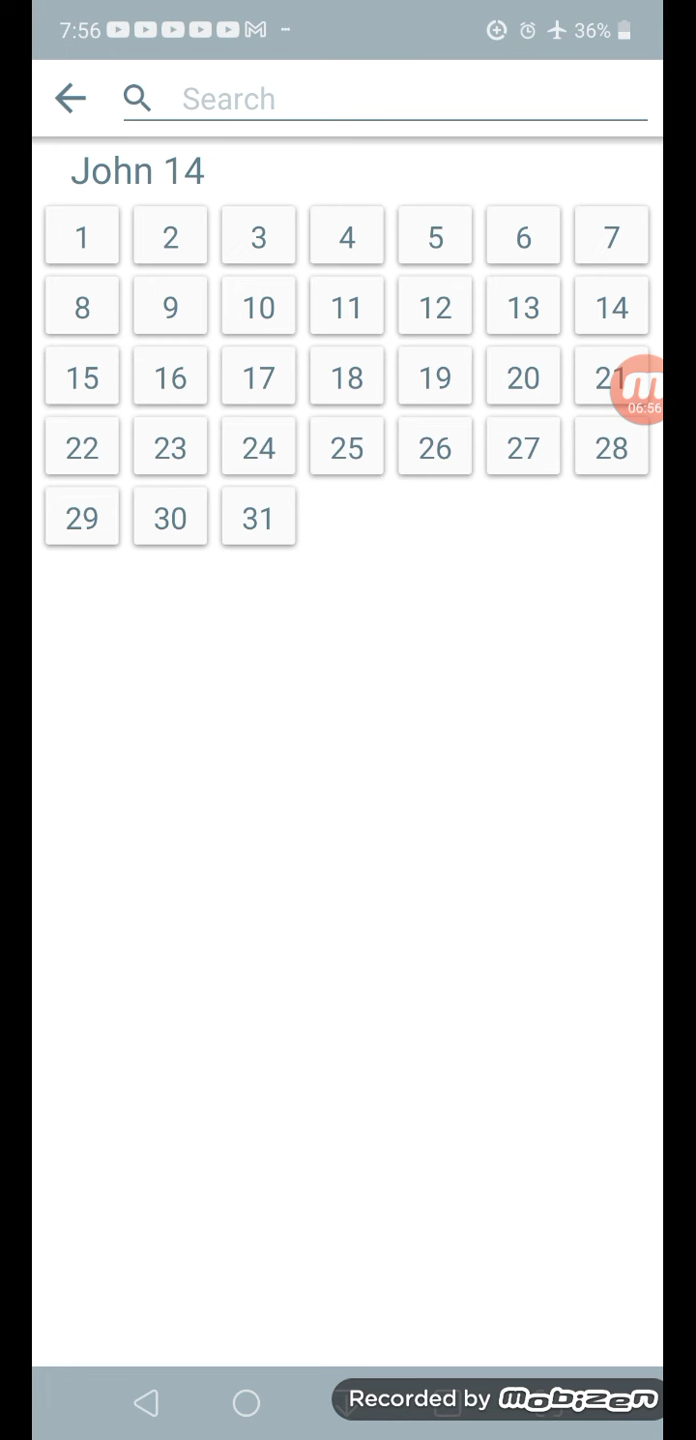 7:56 36%
Search
John 14
1 2 3 4 5 6 7
8 9 10 11 12 13 14
15 16 17 18 19 20 21
06:56
22 23 24 25 26 27 28
29 30 31
Recorded by mobizen